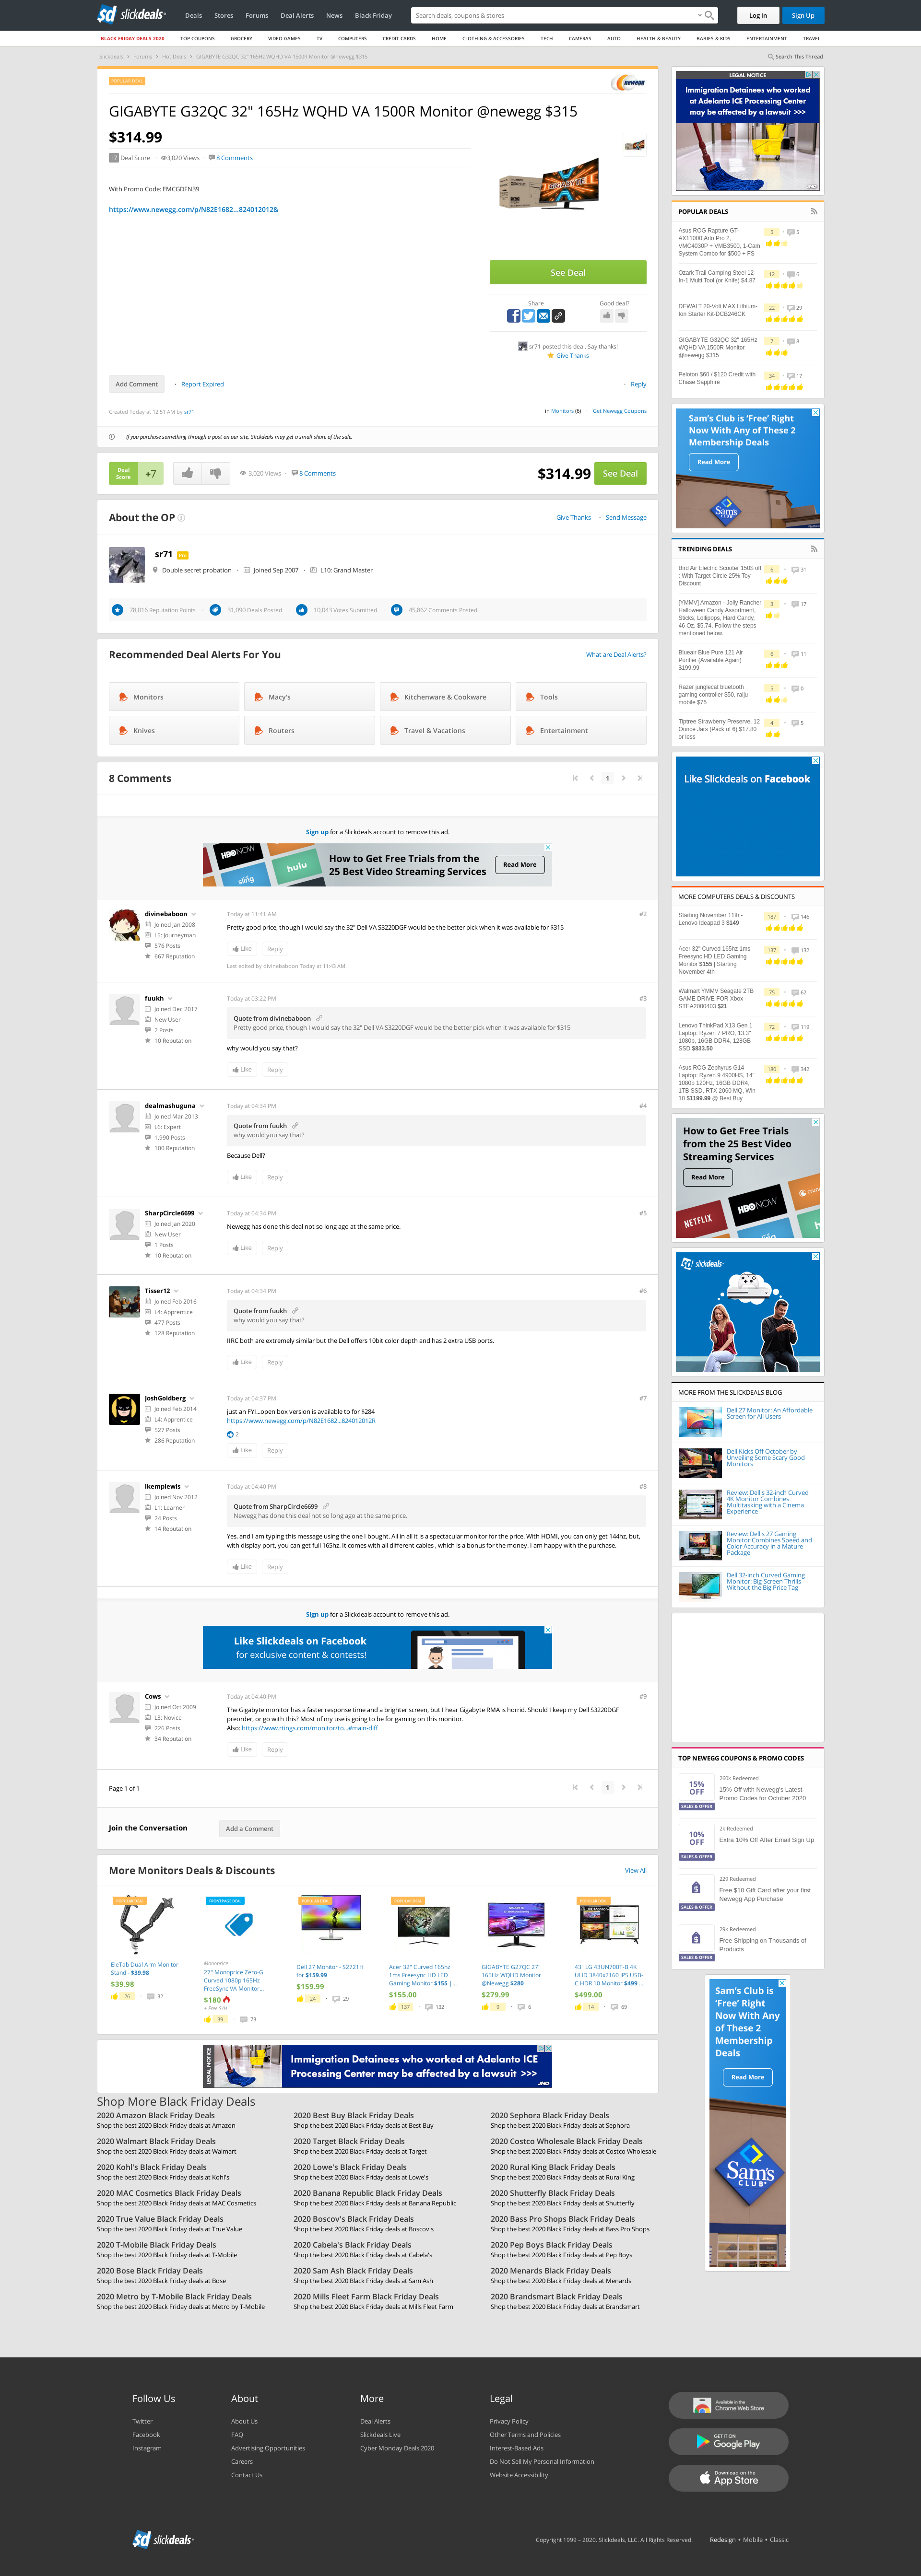 slickdeals
Deals
Stores
Forums
Deal Alerts
News
Black Friday
Search deals, coupons & stores
Log In
Sign Up
BLACK FRIDAY DEALS 2020
TOP COUPONS
GROCERY
VIDEO GAMES
TV
COMPUTERS
CREDIT CARDS
HOME
CLOTHING & ACCESSORIES
TECH
CAMERAS
AUTO
HEALTH & BEAUTY
BABIES & KIDS
ENTERTAINMENT
TRAVEL
Slickdeals > Forums > Hot Deals > GIGABYTE G32QC 32" 165Hz WQHD VA 1500R Monitor @newegg $315
Search This Thread
POPULAR DEAL
newegg
GIGABYTE G32QC 32" 165Hz WQHD VA 1500R Monitor @newegg $315
$314.99
+7 Deal Score
3,020 Views
8 Comments
With Promo Code: EMCGDFN39
https://www.newegg.com/p/N82E1682...824012012&
See Deal
Share
Good deal?
sr71 posted this deal. Say thanks!
Give Thanks
Add Comment
Report Expired
Reply
Created Today at 12:51 AM by sr71
in Monitors (6)
Get Newegg Coupons
If you purchase something through a post on our site, Slickdeals may get a small share of the sale.
Deal Score +7
3,020 Views
8 Comments
$314.99
See Deal
About the OP
Give Thanks
Send Message
sr71
Double secret probation
Joined Sep 2007
L10: Grand Master
78,016 Reputation Points
31,090 Deals Posted
10,043 Votes Submitted
45,862 Comments Posted
Recommended Deal Alerts For You
What are Deal Alerts?
Monitors
Macy's
Kitchenware & Cookware
Tools
Knives
Routers
Travel & Vacations
Entertainment
8 Comments
1
Sign up for a Slickdeals account to remove this ad.
HBO NOW
hulu
sling
How to Get Free Trials from the
25 Best Video Streaming Services
Read More
divinebaboon
Joined Jan 2008
L5: Journeyman
576 Posts
667 Reputation
Today at 11:41 AM
#2
Pretty good price, though I would say the 32" Dell VA S3220DGF would be the better pick when it was available for $315
Like
Reply
Last edited by divinebaboon Today at 11:43 AM.
fuukh
Joined Dec 2017
New User
2 Posts
10 Reputation
Today at 03:22 PM
#3
Quote from divinebaboon
Pretty good price, though I would say the 32" Dell VA S3220DGF would be the better pick when it was available for $315
why would you say that?
Like
Reply
dealmashuguna
Joined Mar 2013
L6: Expert
1,990 Posts
100 Reputation
Today at 04:34 PM
#4
Quote from fuukh
why would you say that?
Because Dell?
Like
Reply
SharpCircle6699
Joined Jan 2020
New User
1 Posts
10 Reputation
Today at 04:34 PM
#5
Newegg has done this deal not so long ago at the same price.
Like
Reply
Tisser12
Joined Feb 2016
L4: Apprentice
477 Posts
128 Reputation
Today at 04:34 PM
#6
Quote from fuukh
why would you say that?
IIRC both are extremely similar but the Dell offers 10bit color depth and has 2 extra USB ports.
Like
Reply
JoshGoldberg
Joined Feb 2014
L4: Apprentice
527 Posts
286 Reputation
Today at 04:37 PM
#7
just an FYI...open box version is available to for $284
https://www.newegg.com/p/N82E1682...824012012R
2
Like
Reply
lkemplewis
Joined Nov 2012
L1: Learner
24 Posts
14 Reputation
Today at 04:40 PM
#8
Quote from SharpCircle6699
Newegg has done this deal not so long ago at the same price.
Yes, and I am typing this message using the one I bought. All in all it is a spectacular monitor for the price. With HDMI, you can only get 144hz, but,
with display port, you can get full 165hz. It comes with all different cables , which is a bonus for the money. I am happy with the purchase.
Like
Reply
Sign up for a Slickdeals account to remove this ad.
Like Slickdeals on Facebook
for exclusive content & contests!
Cows
Joined Oct 2009
L3: Novice
226 Posts
34 Reputation
Today at 04:40 PM
#9
The Gigabyte monitor has a faster response time and a brighter screen, but I hear Gigabyte RMA is horrid. Should I keep my Dell S3220DGF
preorder, or go with this? Most of my use is going to be for gaming on this monitor.
Also: https://www.rtings.com/monitor/to...#main-diff
Like
Reply
Page 1 of 1
1
Join the Conversation
Add a Comment
More Monitors Deals & Discounts
View All
POPULAR DEAL
EleTab Dual Arm Monitor
Stand - $39.98
$39.98
26
32
FRONTPAGE DEAL
Monoprice
27" Monoprice Zero-G
Curved 1080p 165Hz
FreeSync VA Monitor...
$180
+ Free S/H
39
73
POPULAR DEAL
Dell 27 Monitor - S2721H
for $159.99
$159.99
24
29
POPULAR DEAL
Acer 32" Curved 165hz
1ms Freesync HD LED
Gaming Monitor $155 |...
$155.00
137
132
GIGABYTE G27QC 27"
165Hz WQHD Monitor
@Newegg $280
$279.99
9
6
POPULAR DEAL
43" LG 43UN700T-B 4K
UHD 3840x2160 IPS USB-
C HDR 10 Monitor $499 ...
$499.00
14
69
LEGAL NOTICE
Immigration Detainees who worked at Adelanto ICE
Processing Center may be affected by a lawsuit >>>
JND
Shop More Black Friday Deals
2020 Amazon Black Friday Deals
Shop the best 2020 Black Friday deals at Amazon
2020 Best Buy Black Friday Deals
Shop the best 2020 Black Friday deals at Best Buy
2020 Sephora Black Friday Deals
Shop the best 2020 Black Friday deals at Sephora
2020 Walmart Black Friday Deals
Shop the best 2020 Black Friday deals at Walmart
2020 Target Black Friday Deals
Shop the best 2020 Black Friday deals at Target
2020 Costco Wholesale Black Friday Deals
Shop the best 2020 Black Friday deals at Costco Wholesale
2020 Kohl's Black Friday Deals
Shop the best 2020 Black Friday deals at Kohl's
2020 Lowe's Black Friday Deals
Shop the best 2020 Black Friday deals at Lowe's
2020 Rural King Black Friday Deals
Shop the best 2020 Black Friday deals at Rural King
2020 MAC Cosmetics Black Friday Deals
Shop the best 2020 Black Friday deals at MAC Cosmetics
2020 Banana Republic Black Friday Deals
Shop the best 2020 Black Friday deals at Banana Republic
2020 Shutterfly Black Friday Deals
Shop the best 2020 Black Friday deals at Shutterfly
2020 True Value Black Friday Deals
Shop the best 2020 Black Friday deals at True Value
2020 Boscov's Black Friday Deals
Shop the best 2020 Black Friday deals at Boscov's
2020 Bass Pro Shops Black Friday Deals
Shop the best 2020 Black Friday deals at Bass Pro Shops
2020 T-Mobile Black Friday Deals
Shop the best 2020 Black Friday deals at T-Mobile
2020 Cabela's Black Friday Deals
Shop the best 2020 Black Friday deals at Cabela's
2020 Pep Boys Black Friday Deals
Shop the best 2020 Black Friday deals at Pep Boys
2020 Bose Black Friday Deals
Shop the best 2020 Black Friday deals at Bose
2020 Sam Ash Black Friday Deals
Shop the best 2020 Black Friday deals at Sam Ash
2020 Menards Black Friday Deals
Shop the best 2020 Black Friday deals at Menards
2020 Metro by T-Mobile Black Friday Deals
Shop the best 2020 Black Friday deals at Metro by T-Mobile
2020 Mills Fleet Farm Black Friday Deals
Shop the best 2020 Black Friday deals at Mills Fleet Farm
2020 Brandsmart Black Friday Deals
Shop the best 2020 Black Friday deals at Brandsmart
LEGAL NOTICE
Immigration Detainees who worked
at Adelanto ICE Processing Center
may be affected by a lawsuit >>>
JND
POPULAR DEALS
Asus ROG Rapture GT-
AX11000,Arlo Pro 2,
VMC4030P + VMB3500, 1-Cam
System Combo for $500 + FS
5
5
Ozark Trail Camping Steel 12-
In-1 Multi Tool (or Knife) $4.87
12
6
DEWALT 20-Volt MAX Lithium-
Ion Starter Kit-DCB246CK
22
29
GIGABYTE G32QC 32" 165Hz
WQHD VA 1500R Monitor
@newegg $315
7
8
Peloton $60 / $120 Credit with
Chase Sapphire
34
17
Sam's Club is 'Free' Right
Now With Any of These 2
Membership Deals
Read More
Sam's
TRENDING DEALS
Bird Air Electric Scooter 150$ off
: With Target Circle 25% Toy
Discount
6
31
[YMMV] Amazon - Jolly Rancher
Halloween Candy Assortment,
Sticks, Lollipops, Hard Candy,
46 Oz, $5.74, Follow the steps
mentioned below.
3
17
Blueair Blue Pure 121 Air
Purifier (Available Again)
$199.99
6
11
Razer junglecat bluetooth
gaming controller $50, raiju
mobile $75
5
0
Tiptree Strawberry Preserve, 12
Ounce Jars (Pack of 6) $17.80
or less
4
5
Like Slickdeals on Facebook
MORE COMPUTERS DEALS & DISCOUNTS
Starting November 11th -
Lenovo Ideapad 3 $149
187
146
Acer 32" Curved 165hz 1ms
Freesync HD LED Gaming
Monitor $155 | Starting
November 4th
137
132
Walmart YMMV Seagate 2TB
GAME DRIVE FOR Xbox -
STEA2000403 $21
75
62
Lenovo ThinkPad X13 Gen 1
Laptop: Ryzen 7 PRO, 13.3"
1080p, 16GB DDR4, 128GB
SSD $833.50
72
119
Asus ROG Zephyrus G14
Laptop: Ryzen 9 4900HS, 14"
1080p 120Hz, 16GB DDR4,
1TB SSD, RTX 2060 MQ, Win
10 $1199.99 @ Best Buy
180
342
How to Get Free Trials
from the 25 Best Video
Streaming Services
Read More
NETFLIX
HBO NOW
slickdeals
MORE FROM THE SLICKDEALS BLOG
Dell 27 Monitor: An Affordable
Screen for All Users
Dell Kicks Off October by
Unveiling Some Scary Good
Monitors
Review: Dell's 32-inch Curved
4K Monitor Combines
Multitasking with a Cinema
Experience
Review: Dell's 27 Gaming
Monitor Combines Speed and
Color Accuracy in a Mature
Package
Dell 32-inch Curved Gaming
Monitor: Big-Screen Thrills
Without the Big Price Tag
TOP NEWEGG COUPONS & PROMO CODES
15% OFF
SALES & OFFER
260k Redeemed
15% Off with Newegg's Latest
Promo Codes for October 2020
10% OFF
SALES & OFFER
2k Redeemed
Extra 10% Off After Email Sign Up
SALES & OFFER
229 Redeemed
Free $10 Gift Card after your first
Newegg App Purchase
SALES & OFFER
29k Redeemed
Free Shipping on Thousands of
Products
Sam's Club is
'Free' Right
Now With Any
of These 2
Membership
Deals
Read More
Sam's
CLUB
Follow Us
Twitter
Facebook
Instagram
About
About Us
FAQ
Advertising Opportunities
Careers
Contact Us
More
Deal Alerts
Slickdeals Live
Cyber Monday Deals 2020
Legal
Privacy Policy
Other Terms and Policies
Interest-Based Ads
Do Not Sell My Personal Information
Website Accessibility
Available in the
Chrome Web Store
GET IT ON
Google Play
Download on the
App Store
slickdeals
Copyright 1999 – 2020. Slickdeals, LLC. All Rights Reserved.
Redesign • Mobile • Classic